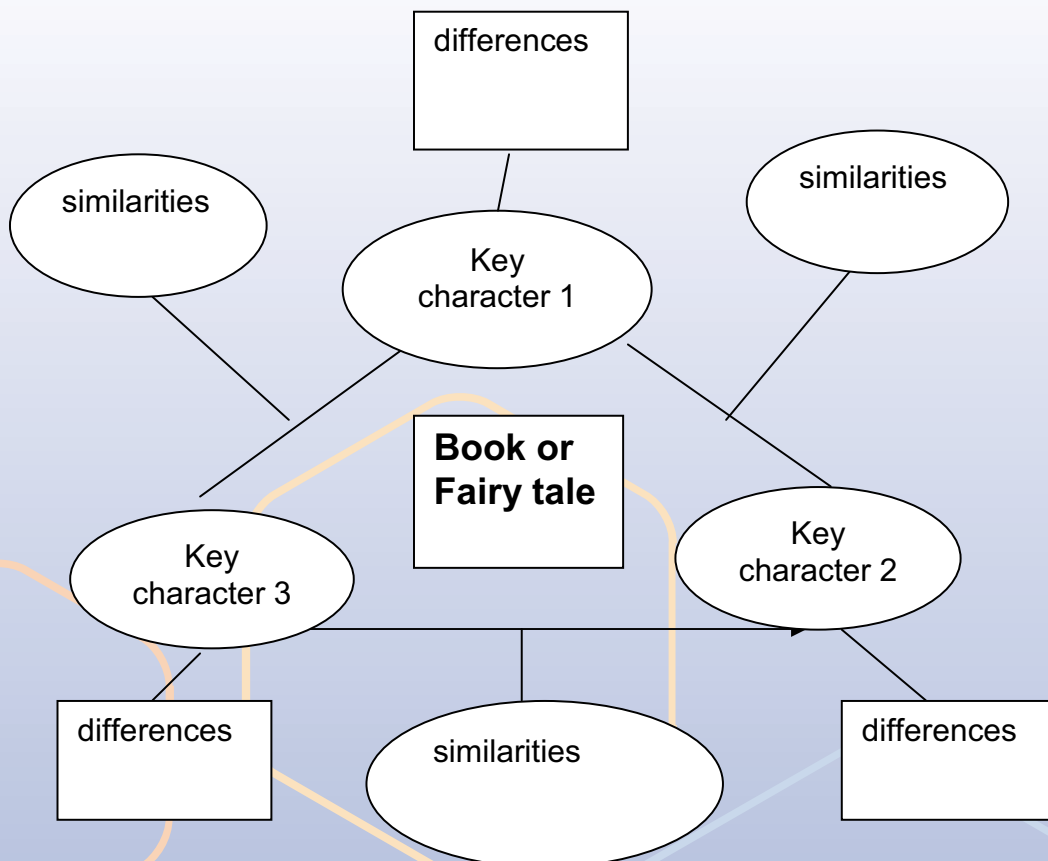 differences
similarities
similarities
Key
character 1
Book or
Fairy tale
Key
character 3
Key
character 2
differences
similarities
differences